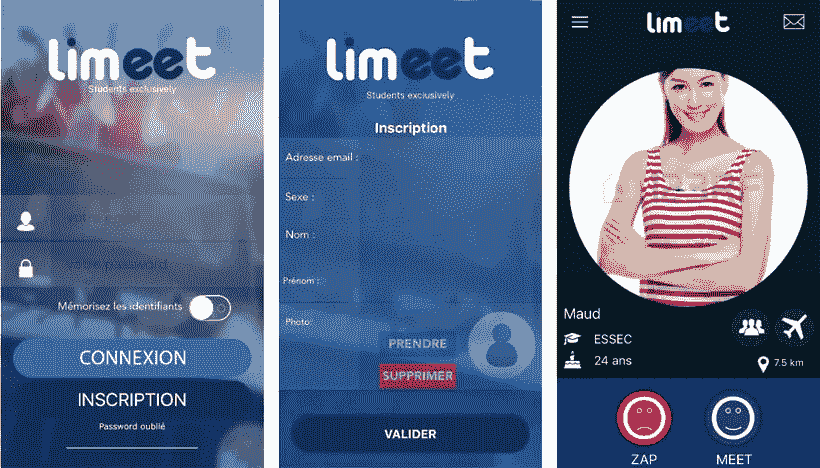 limeet
Students exclusively
Mémorisez les identifiants
CONNEXION
INSCRIPTION
Password oublié
limeet
Students exclusively
Inscription
Adresse email :
Sexe :
Nom :
Prénom :
Photo:
PRENDRE
SUPPRIMER
VALIDER
limeet
Maud
ESSEC
24 ans
7.5 km
ZAP
MEET